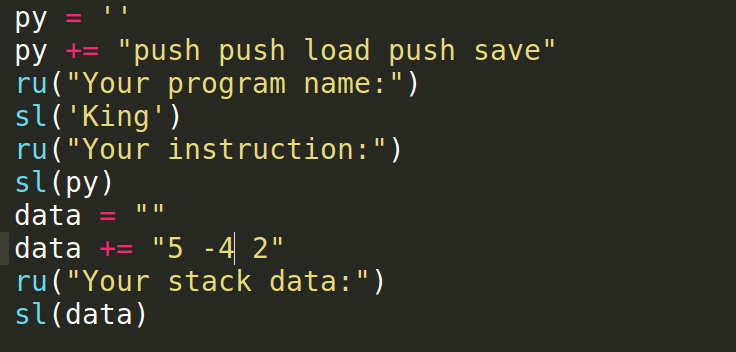 py = ''
py += "push push load push save"
ru("Your program name:")
sl('King')
ru("Your instruction:")
sl(py)
data = ""
data += "5 -4 2"
ru("Your stack data:")
sl(data)